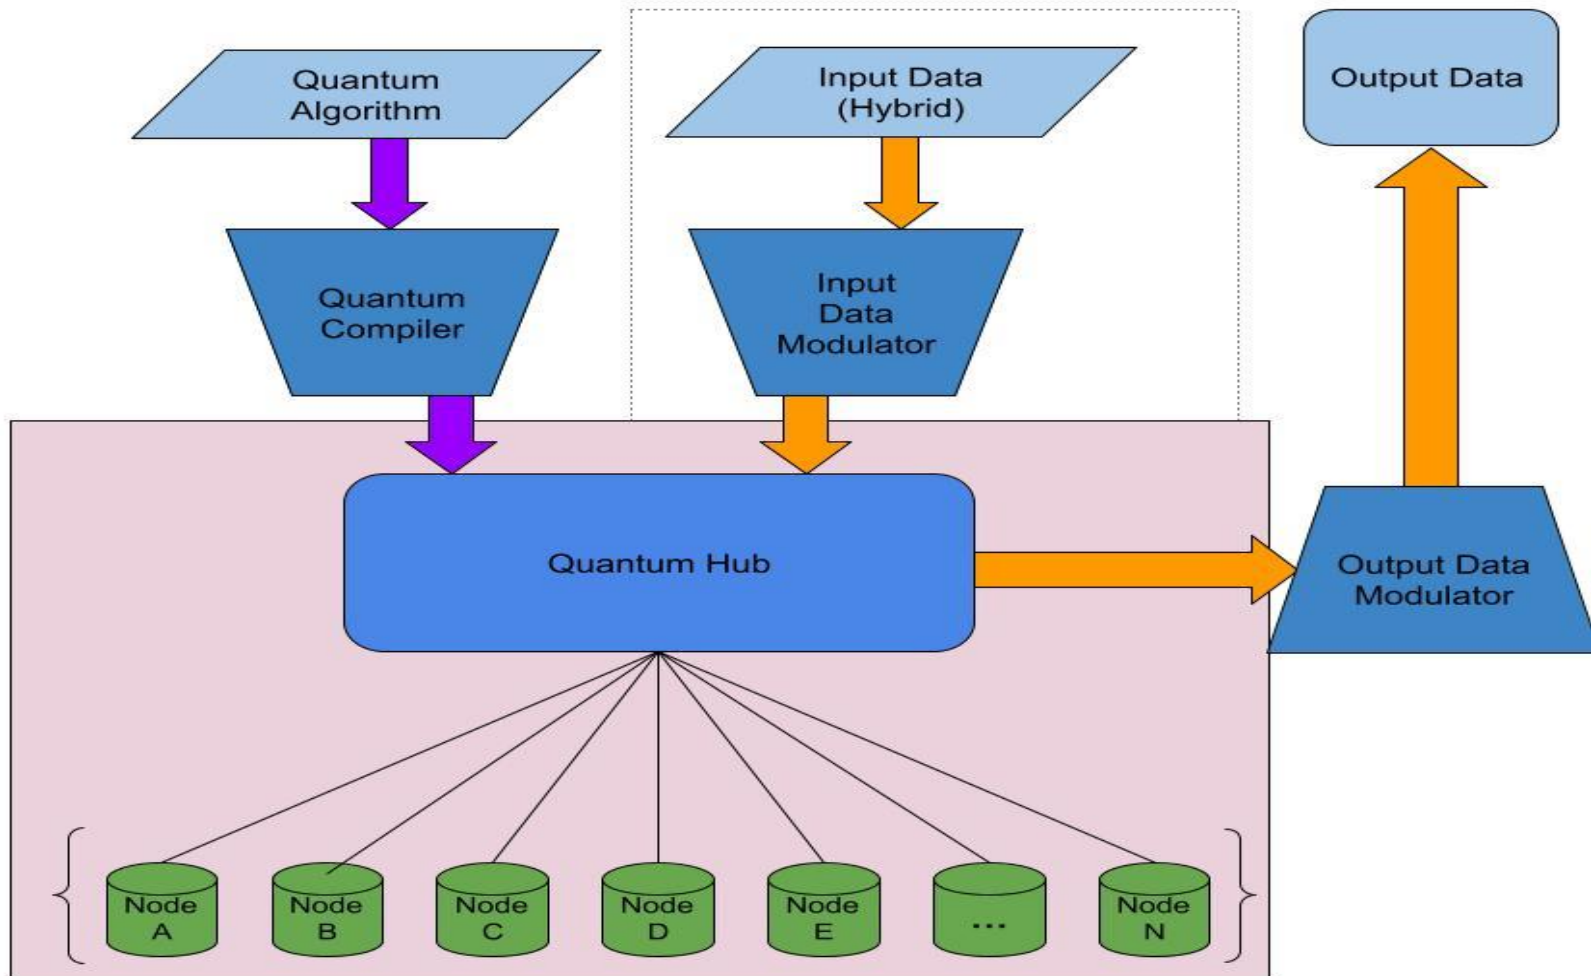 Quantum
Algorithm
Input Data
(Hybrid)
Output Data
Quantum
Compiler
Input
Data
Modulator
Quantum Hub
Output Data
Modulator
Node
A
Node
B
Node
C
Node
D
Node
E
...
Node
N